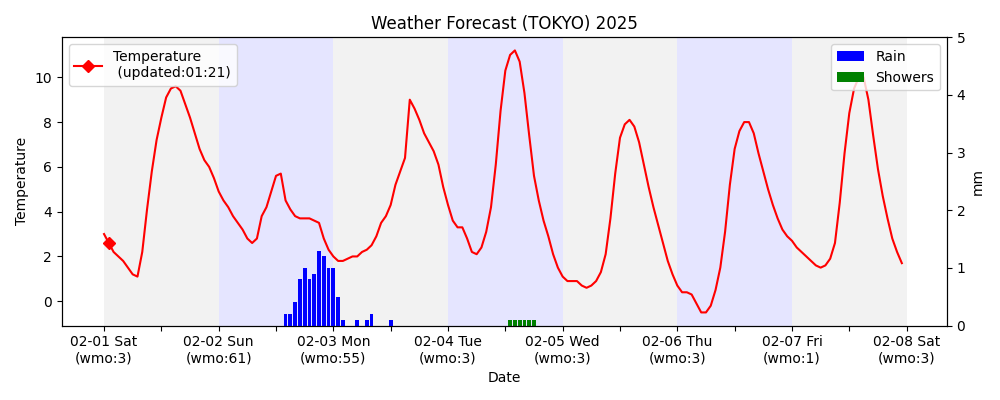 Weather Forecast (TOKYO) 2025
Temperature
(updated:01:21)
Rain
Showers
Temperature
10
8
6
4
2
0
5
4
3
2
1
0
mm
02-01 Sat
(wmo:3)
02-02 Sun
(wmo:61)
02-03 Mon
(wmo:55)
02-04 Tue
(wmo:3)
02-05 Wed
(wmo:3)
02-06 Thu
(wmo:3)
02-07 Fri
(wmo:1)
02-08 Sat
(wmo:3)
Date